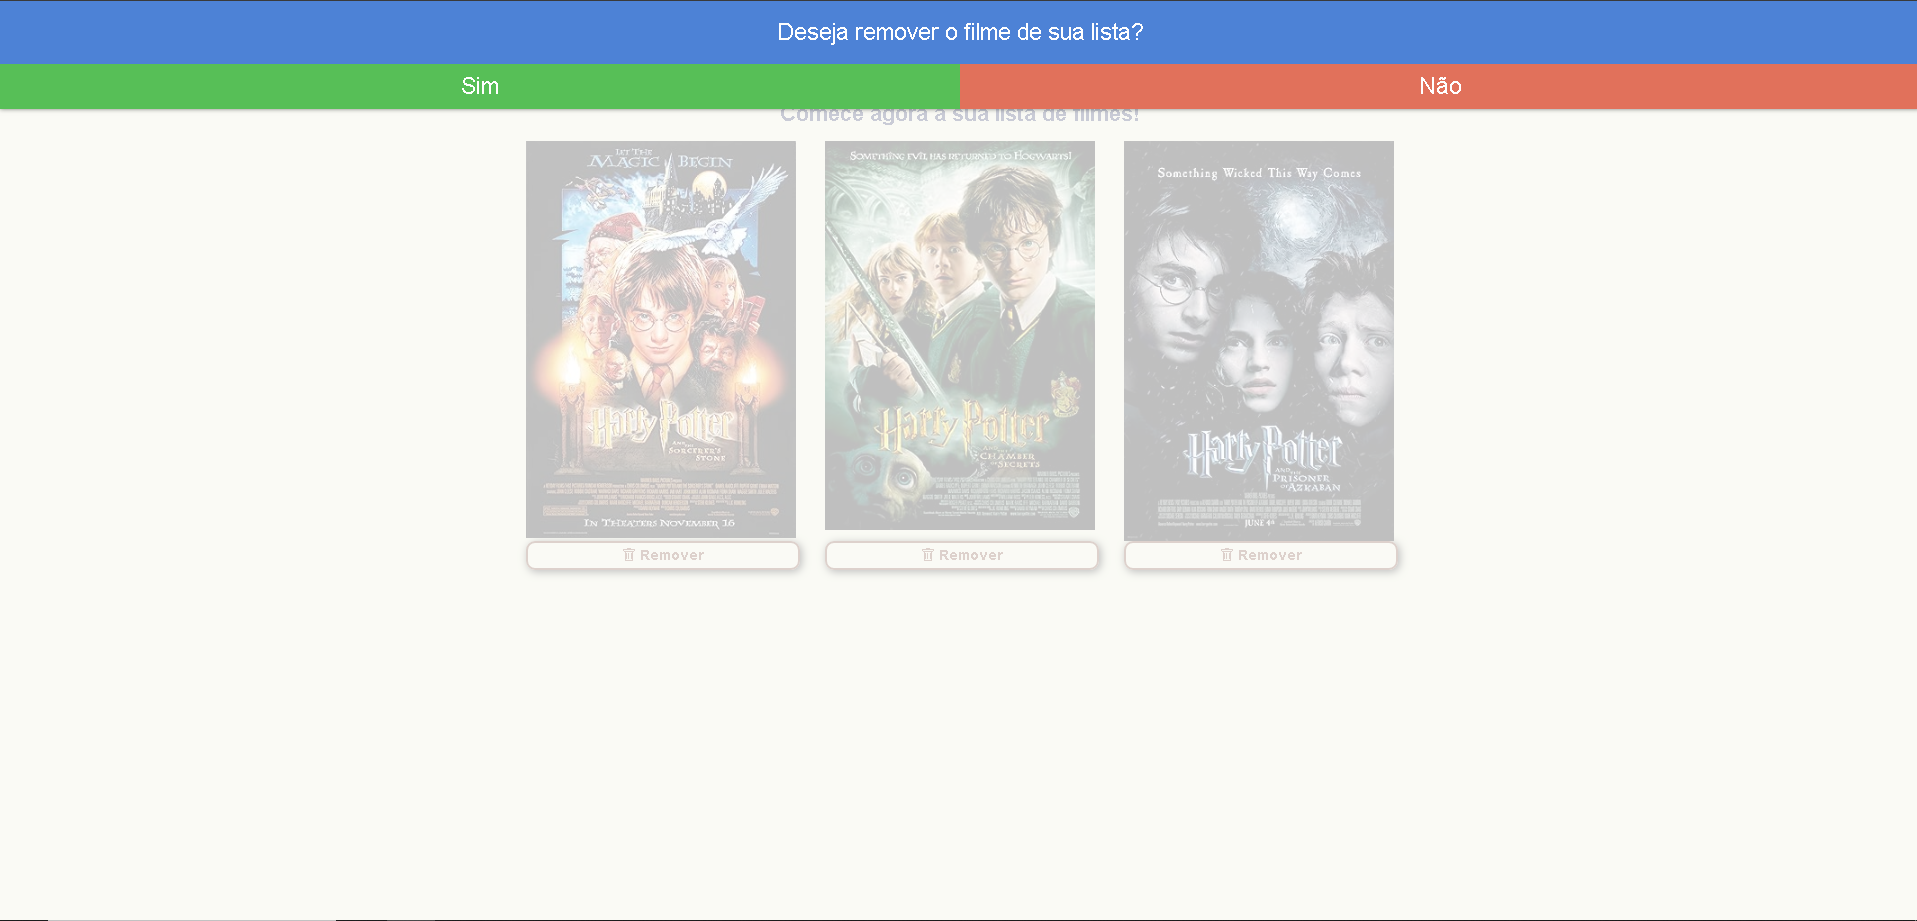 Deseja remover o filme de sua lista?
Sim
Não
Comece agora a sua lista de filmes!
LET THE
MAGIC BEGIN
Harry Potter
AND THE
SORCERER'S
STONE
IN THEATERS NOVEMBER 16
SOMETHING EVIL HAS RETURNED TO HOGWARTS!
Harry Potter
AND THE
CHAMBER
OF SECRETS
Something Wicked This Way Comes
Harry Potter
AND THE
PRISONER
OF AZKABAN
JUNE 4
Remover
Remover
Remover